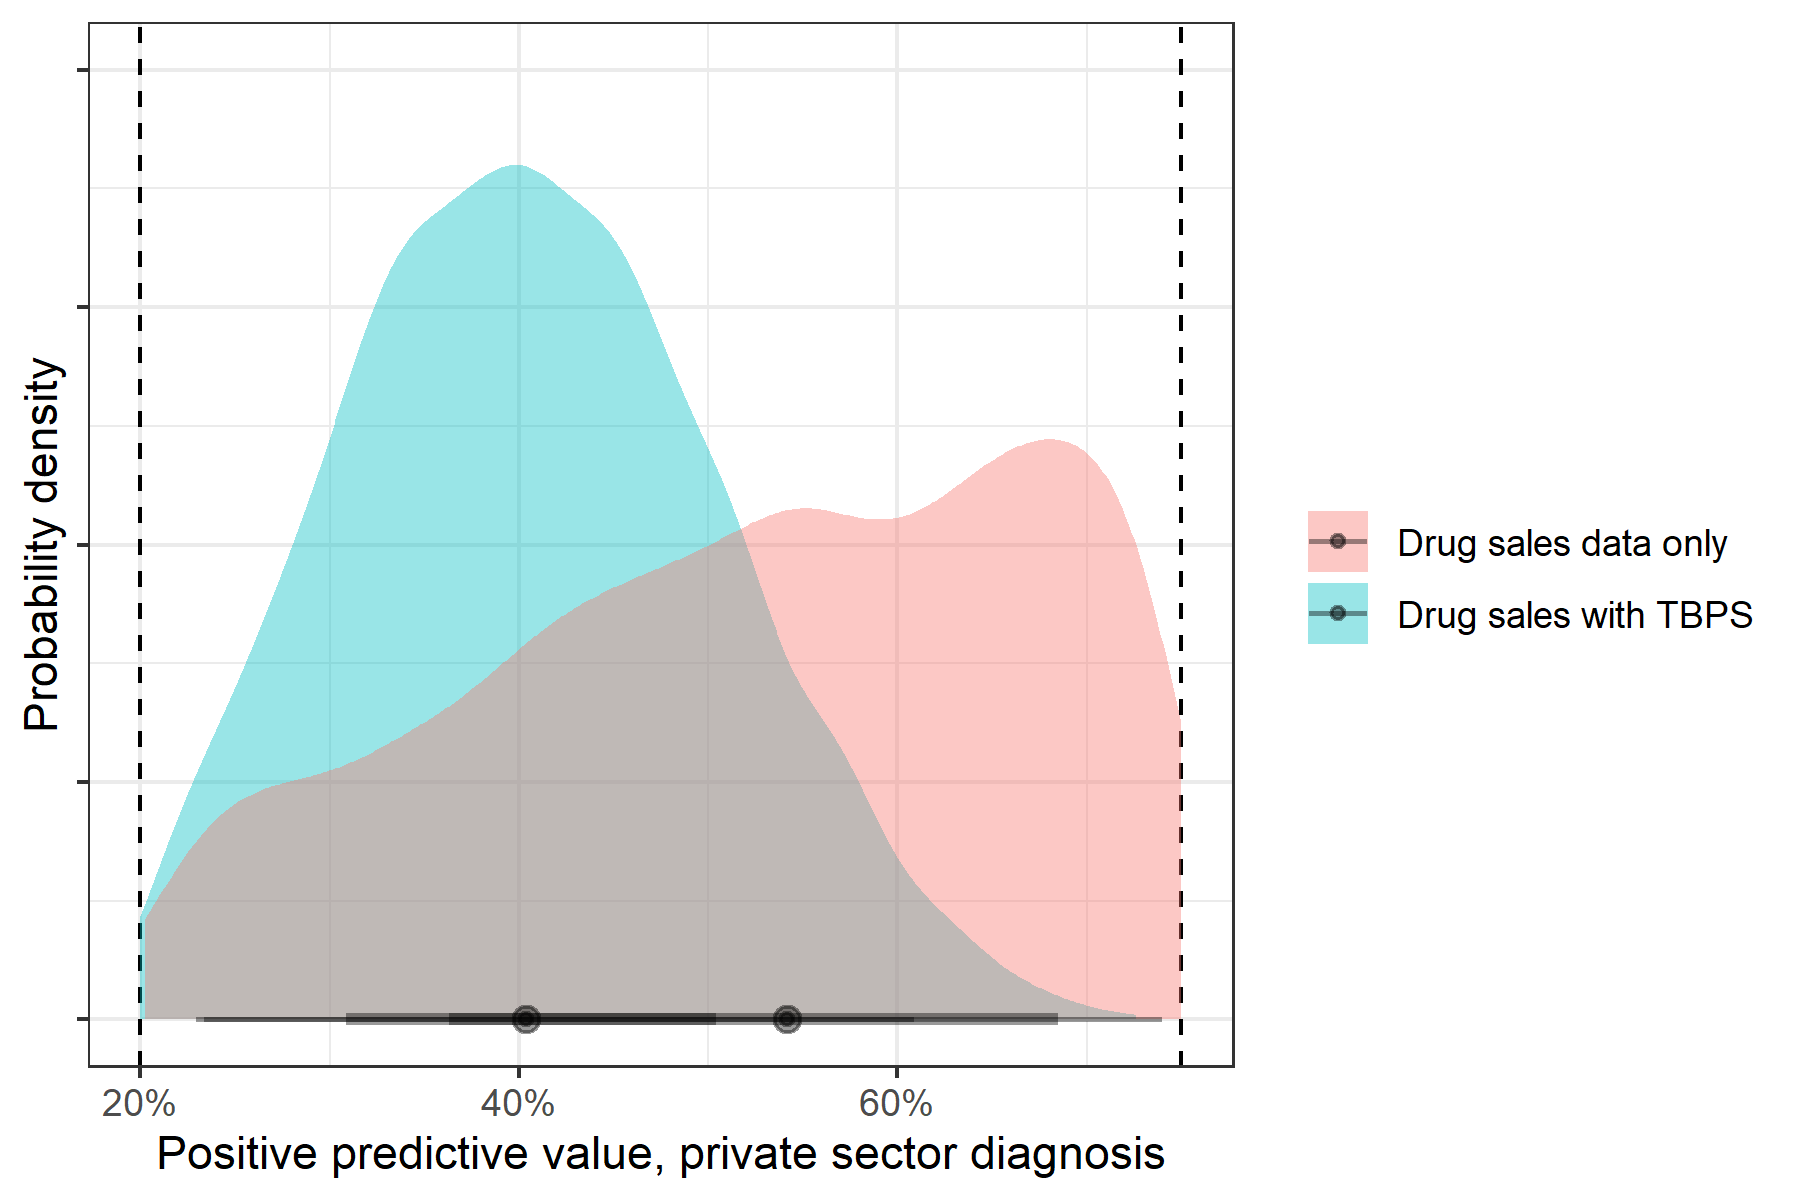 Probability density
Drug sales data only
Drug sales with TBPS
20%
40%
60%
Positive predictive value, private sector diagnosis